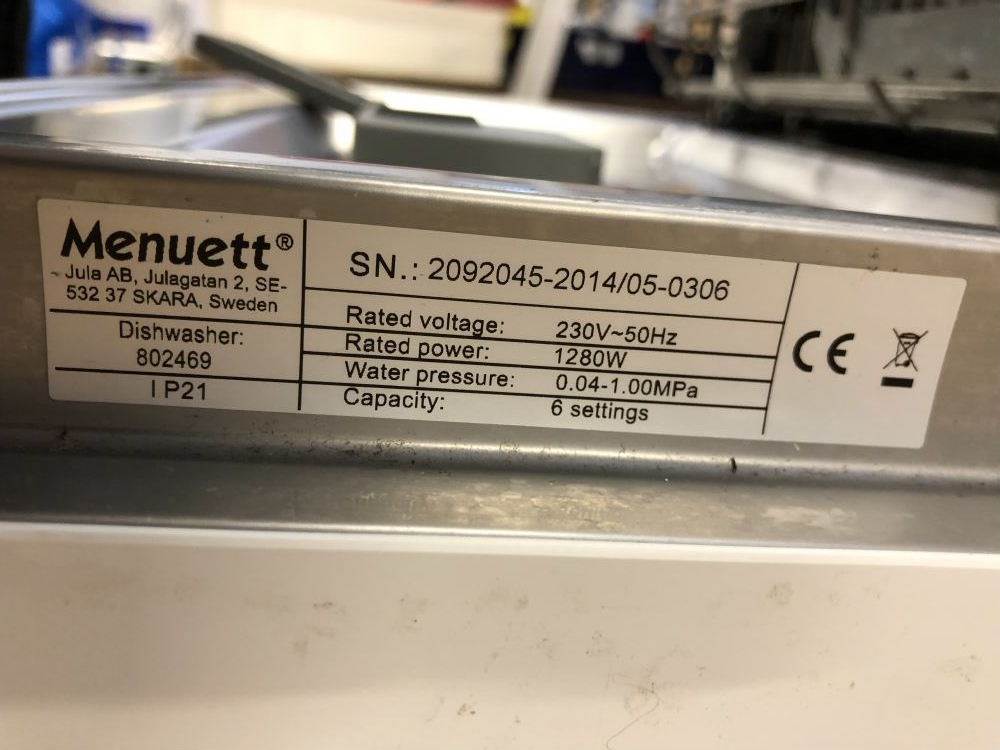 Menuett®
Jula AB, Julagatan 2, SE-
532 37 SKARA, Sweden
Dishwasher:
802469
I P21
SN.: 2092045-2014/05-0306
Rated voltage: 230V~50Hz
Rated power: 1280W
Water pressure: 0.04-1.00MPa
Capacity: 6 settings
CE